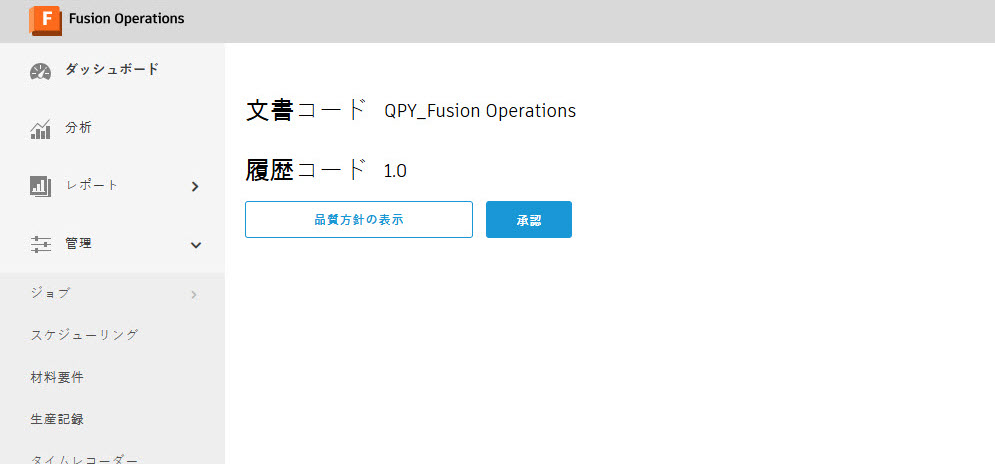 Fusion Operations
ダッシュボード
分析
レポート
管理
ジョブ
スケジューリング
材料要件
生産記録
タイムレコーダー
文書コード QPY_Fusion Operations
履歴コード 1.0
品質方針の表示 承認